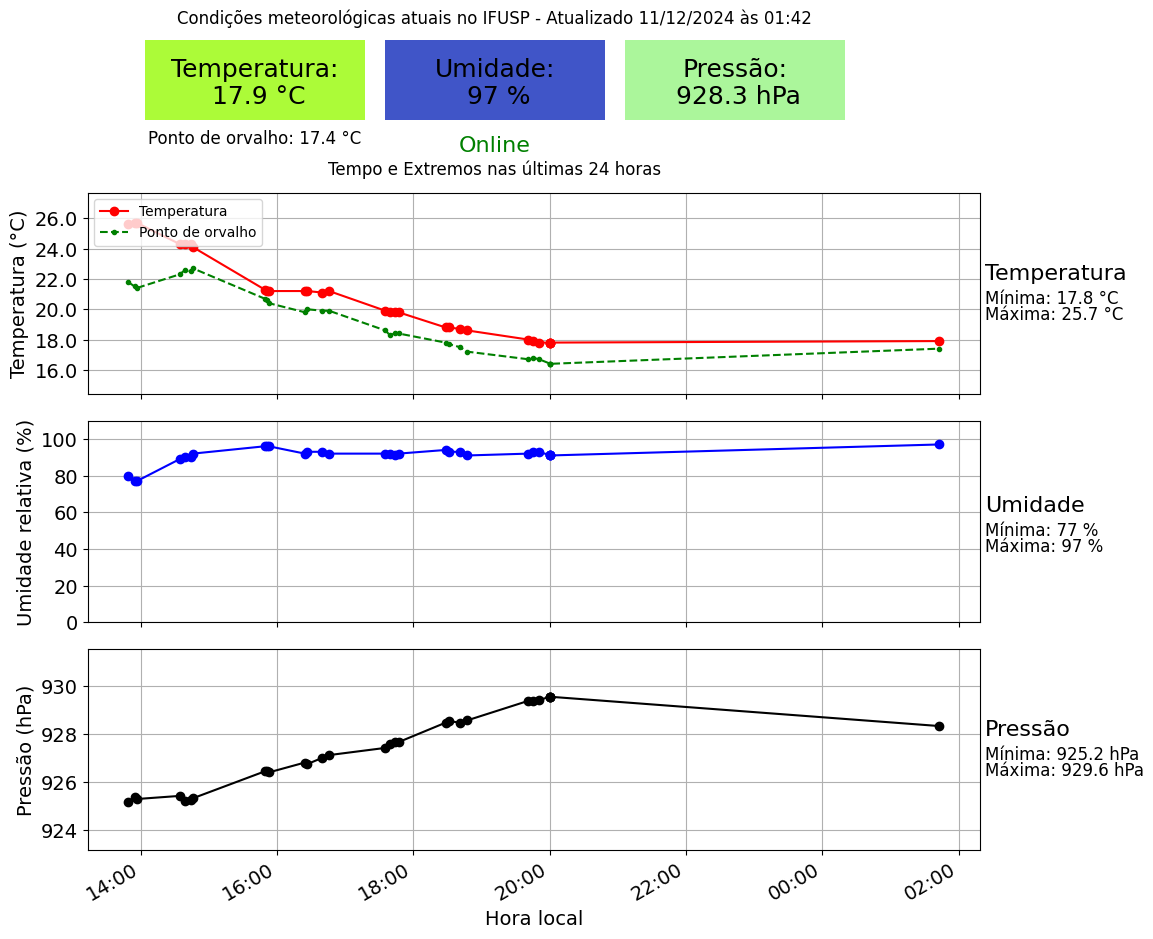 Condições meteorológicas atuais no IFUSP - Atualizado 11/12/2024 às 01:42
Temperatura:
17.9 °C
Umidade:
97 %
Pressão:
928.3 hPa
Ponto de orvalho: 17.4 °C
Online
Tempo e Extremos nas últimas 24 horas
Temperatura (°C)
26.0
24.0
22.0
20.0
18.0
16.0
Temperatura
Ponto de orvalho
Temperatura
Mínima: 17.8 °C
Máxima: 25.7 °C
Umidade relativa (%)
100
80
60
40
20
0
Umidade
Mínima: 77 %
Máxima: 97 %
Pressão (hPa)
930
928
926
924
Pressão
Mínima: 925.2 hPa
Máxima: 929.6 hPa
14:00
16:00
18:00
20:00
22:00
00:00
02:00
Hora local